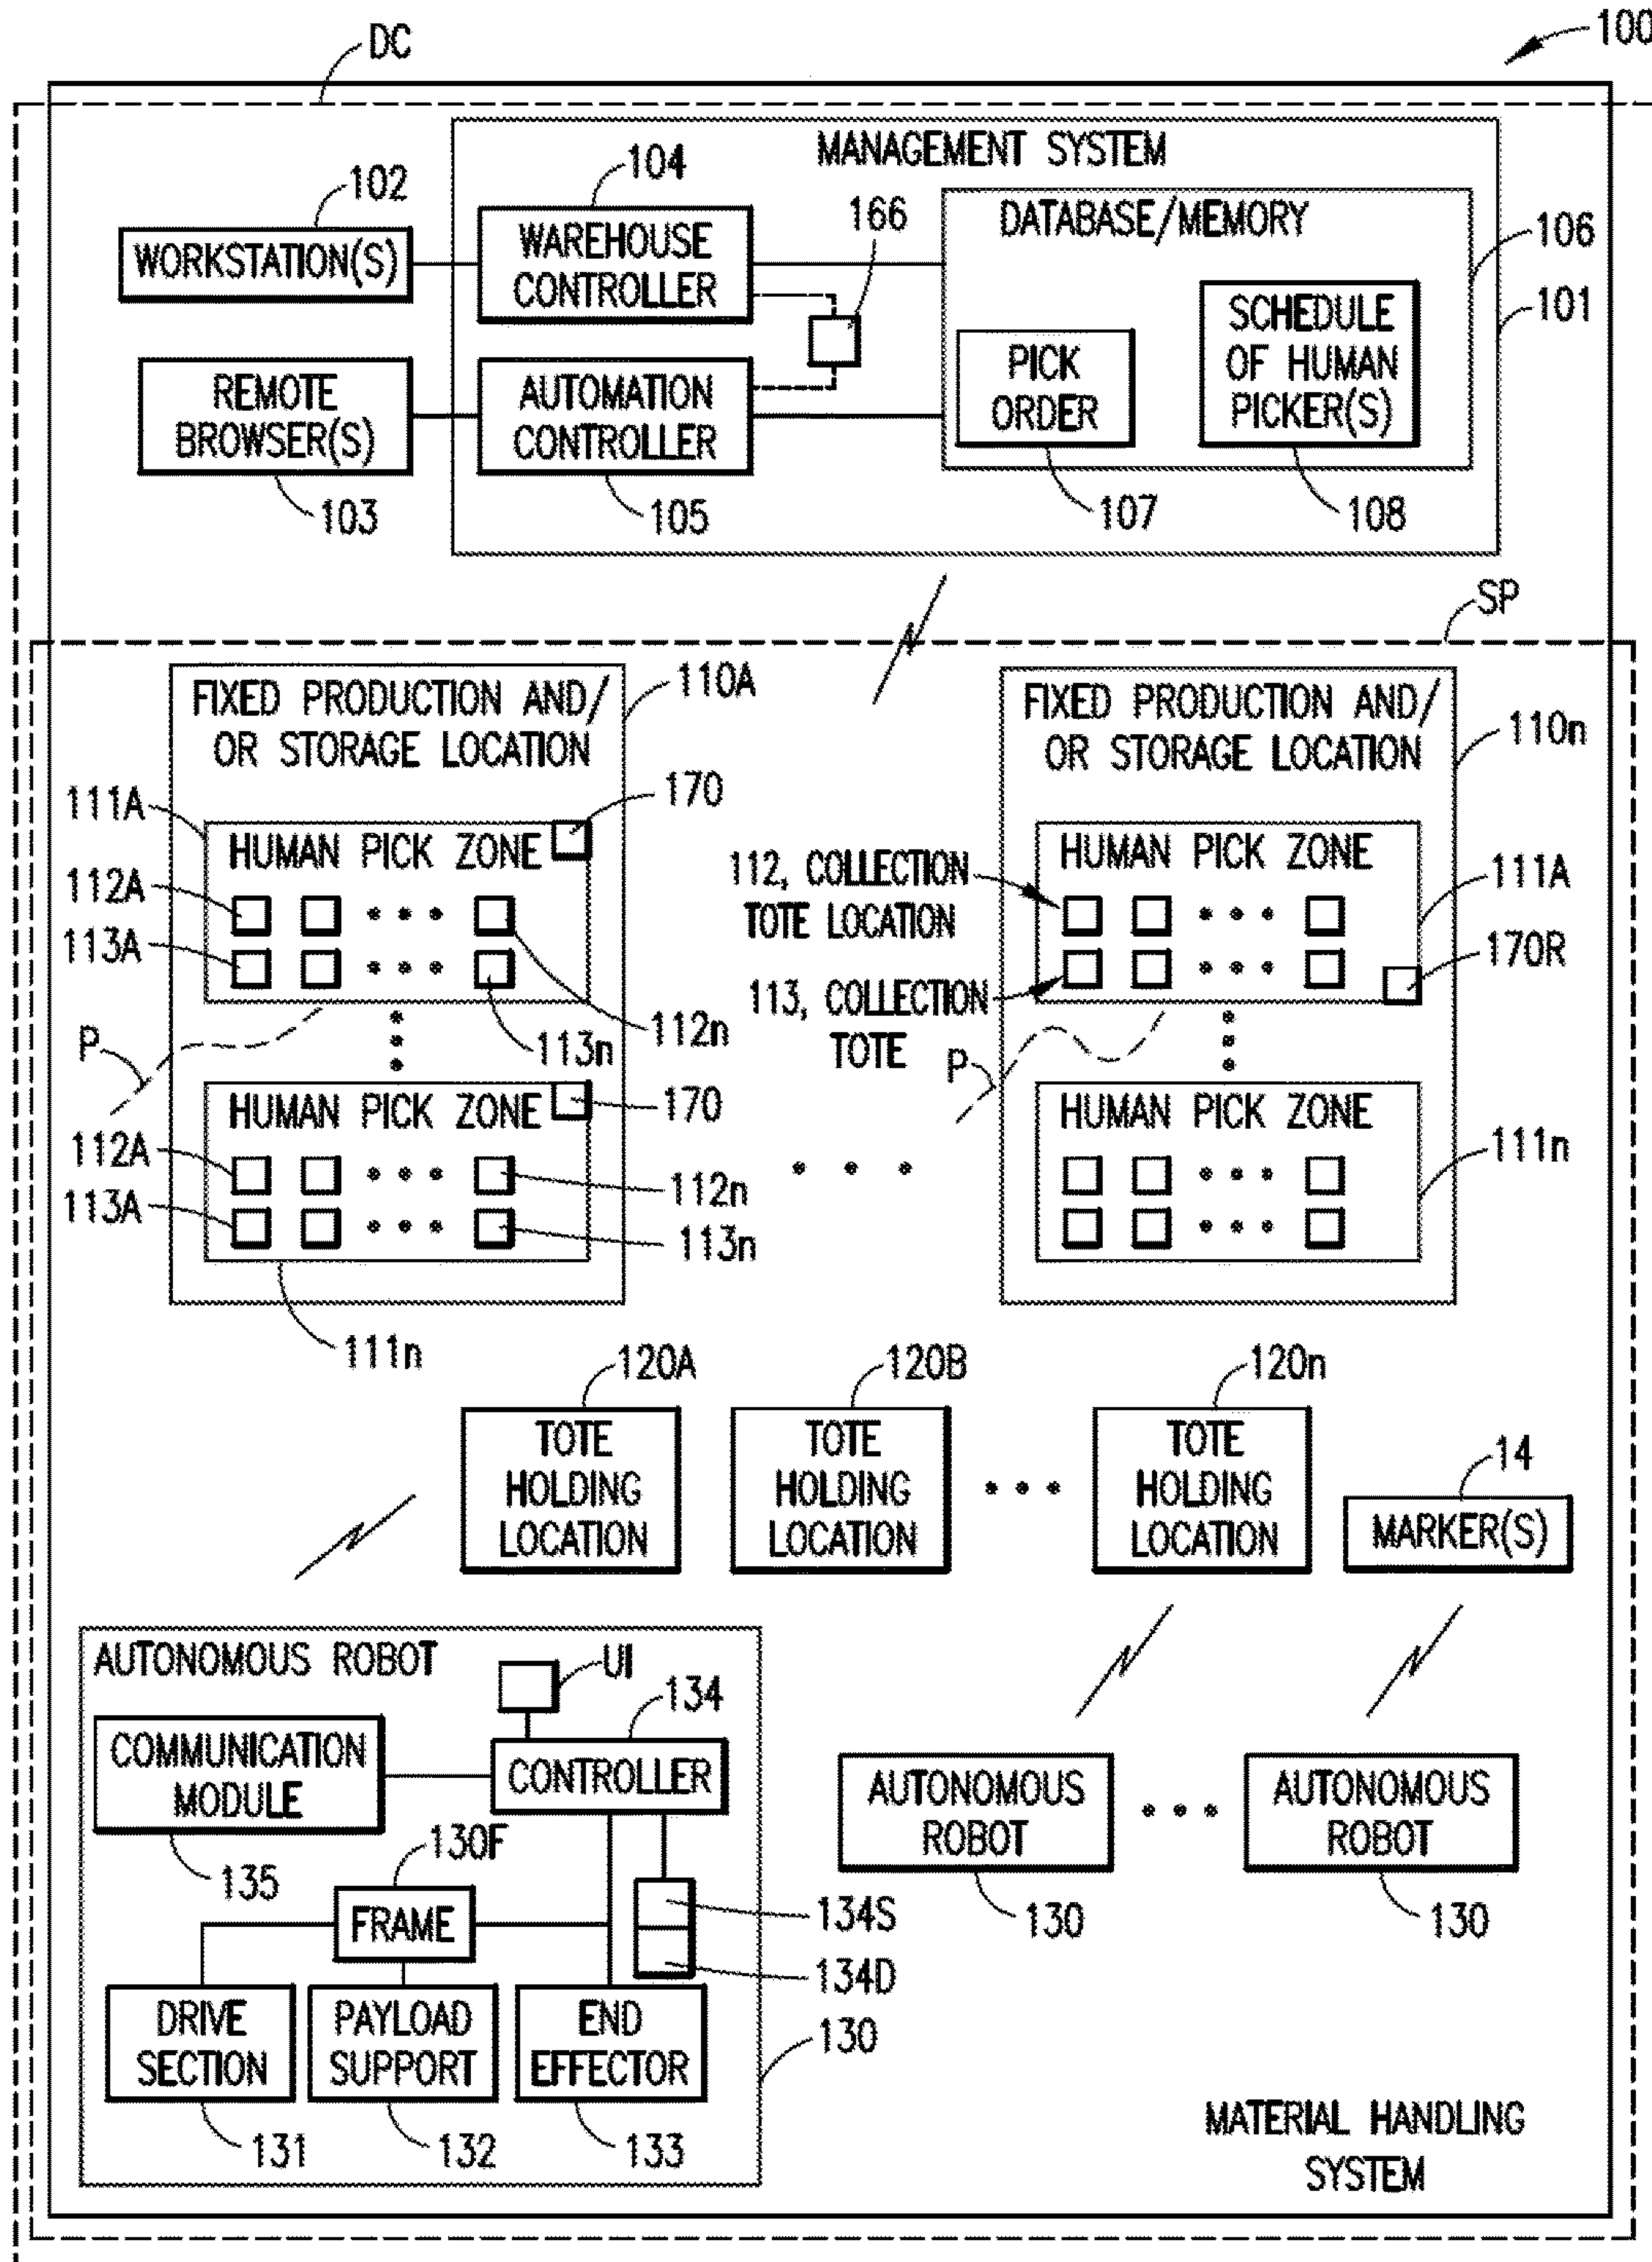 100
DC
MANAGEMENT SYSTEM
104
102
166
DATABASE/MEMORY
106
WORKSTATION(S)
WAREHOUSE
CONTROLLER
101
SCHEDULE
OF HUMAN
PICKER(S)
PICK
ORDER
REMOTE
BROWSER(S)
AUTOMATION
CONTROLLER
103
105
107
108
SP
FIXED PRODUCTION AND/
OR STORAGE LOCATION
110A
FIXED PRODUCTION AND/
OR STORAGE LOCATION
110n
111A
170
HUMAN PICK ZONE
112A
113A
112n
113n
P
112, COLLECTION
TOTE LOCATION
113, COLLECTION
TOTE
HUMAN PICK ZONE
111A
170R
P
HUMAN PICK ZONE
170
112A
112n
113A
113n
111n
HUMAN PICK ZONE
111n
120A
120B
120n
TOTE
HOLDING
LOCATION
TOTE
HOLDING
LOCATION
TOTE
HOLDING
LOCATION
14
MARKER(S)
AUTONOMOUS ROBOT
UI
134
COMMUNICATION
MODULE
CONTROLLER
135
130F
FRAME
134S
134D
DRIVE
SECTION
PAYLOAD
SUPPORT
END
EFFECTOR
130
131
132
133
AUTONOMOUS
ROBOT
AUTONOMOUS
ROBOT
130
130
MATERIAL HANDLING
SYSTEM